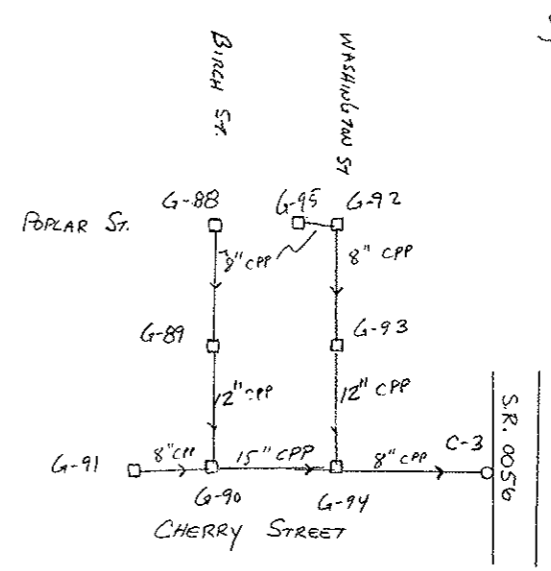 BIRCH ST.
WASHINGTON ST
POPLAR ST.
G-88
G-95
G-92
8" CPP
8" CPP
G-89
G-93
12" CPP
12" CPP
G-91
8" CPP
15" CPP
8" CPP
C-3
S.R. 0056
G-90
G-94
CHERRY STREET